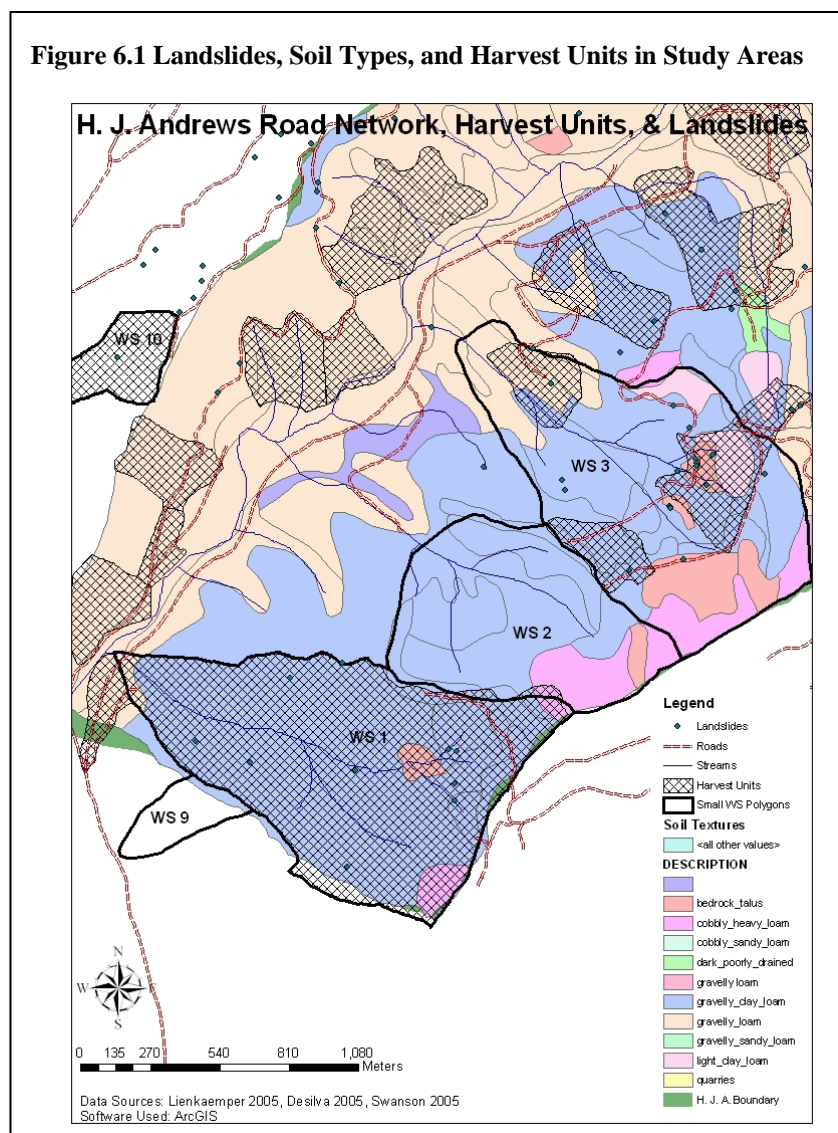 Figure 6.1 Landslides, Soil Types, and Harvest Units in Study Areas
H. J. Andrews Road Network, Harvest Units, & Landslides
WS 10
WS 3
WS 2
WS 1
WS 9
Legend
Landslides
Roads
Streams
Harvest Units
Small WS Polygons
Soil Textures
<all other values>
DESCRIPTION
bedrock_talus
cobbly_heavy_loam
cobbly_sandy_loam
dark_poorly_drained
gravelly loam
gravelly_clay_loam
gravelly_loam
gravelly_sandy_loam
light_clay_loam
quarries
H. J. A. Boundary
N
W E
S
0 135 270 540 810 1,080
Meters
Data Sources: Lienkaemper 2005, Desilva 2005, Swanson 2005
Software Used: ArcGIS